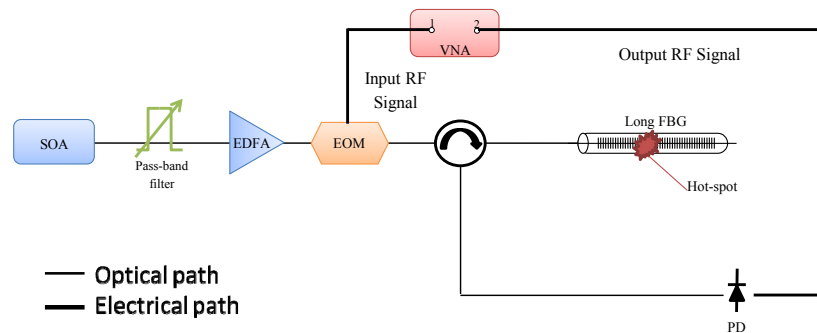 1
2
VNA
Input RF
Signal
Output RF Signal
SOA
Pass-band
filter
EDFA
EOM
Long FBG
Hot-spot
Optical path
Electrical path
PD